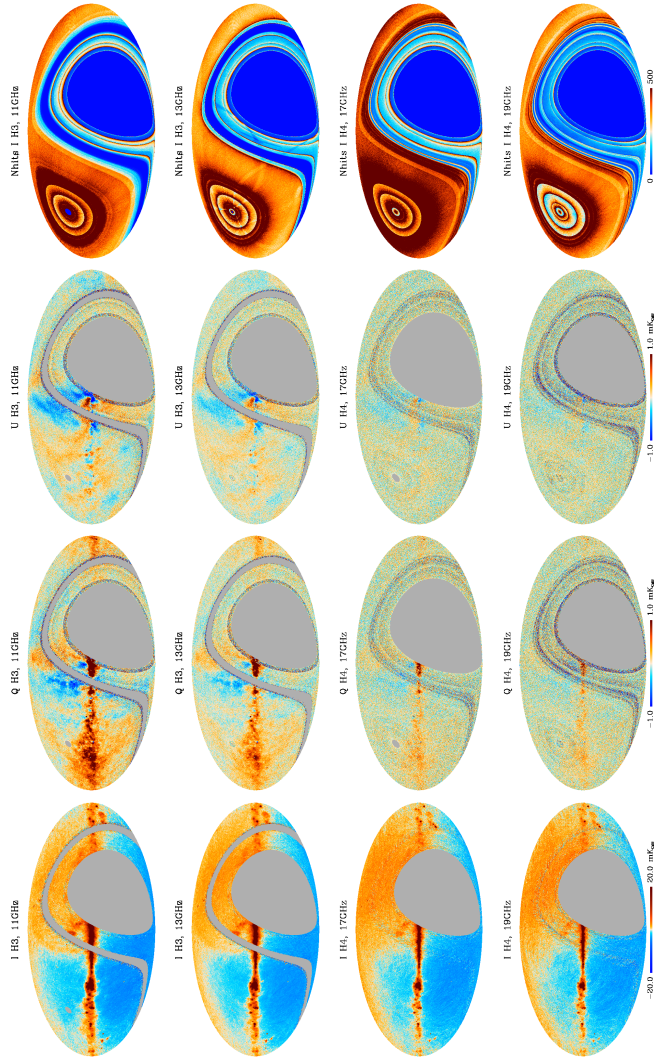 I H3, 11GHz
Q H3, 11GHz
U H3, 11GHz
Nhits I H3, 11GHz
I H3, 13GHz
Q H3, 13GHz
U H3, 13GHz
Nhits I H3, 13GHz
I H4, 17GHz
Q H4, 17GHz
U H4, 17GHz
Nhits I H4, 17GHz
I H4, 19GHz
Q H4, 19GHz
U H4, 19GHz
Nhits I H4, 19GHz
-20.0 20.0 mK
-1.0 1.0 mK
-1.0 1.0 mK
0 500